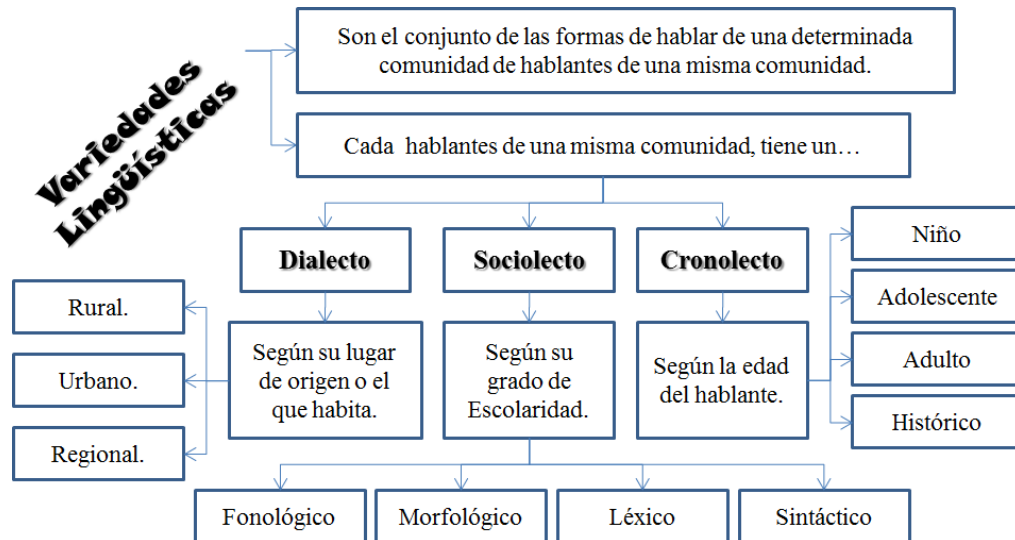 Variedades
Lingüísticas
Son el conjunto de las formas de hablar de una determinada
comunidad de hablantes de una misma comunidad.
Cada hablantes de una misma comunidad, tiene un…
Dialecto
Sociolecto
Cronolecto
Rural.
Urbano.
Regional.
Según su lugar
de origen o el
que habita.
Según su
grado de
Escolaridad.
Según la edad
del hablante.
Niño
Adolescente
Adulto
Histórico
Fonológico
Morfológico
Léxico
Sintáctico